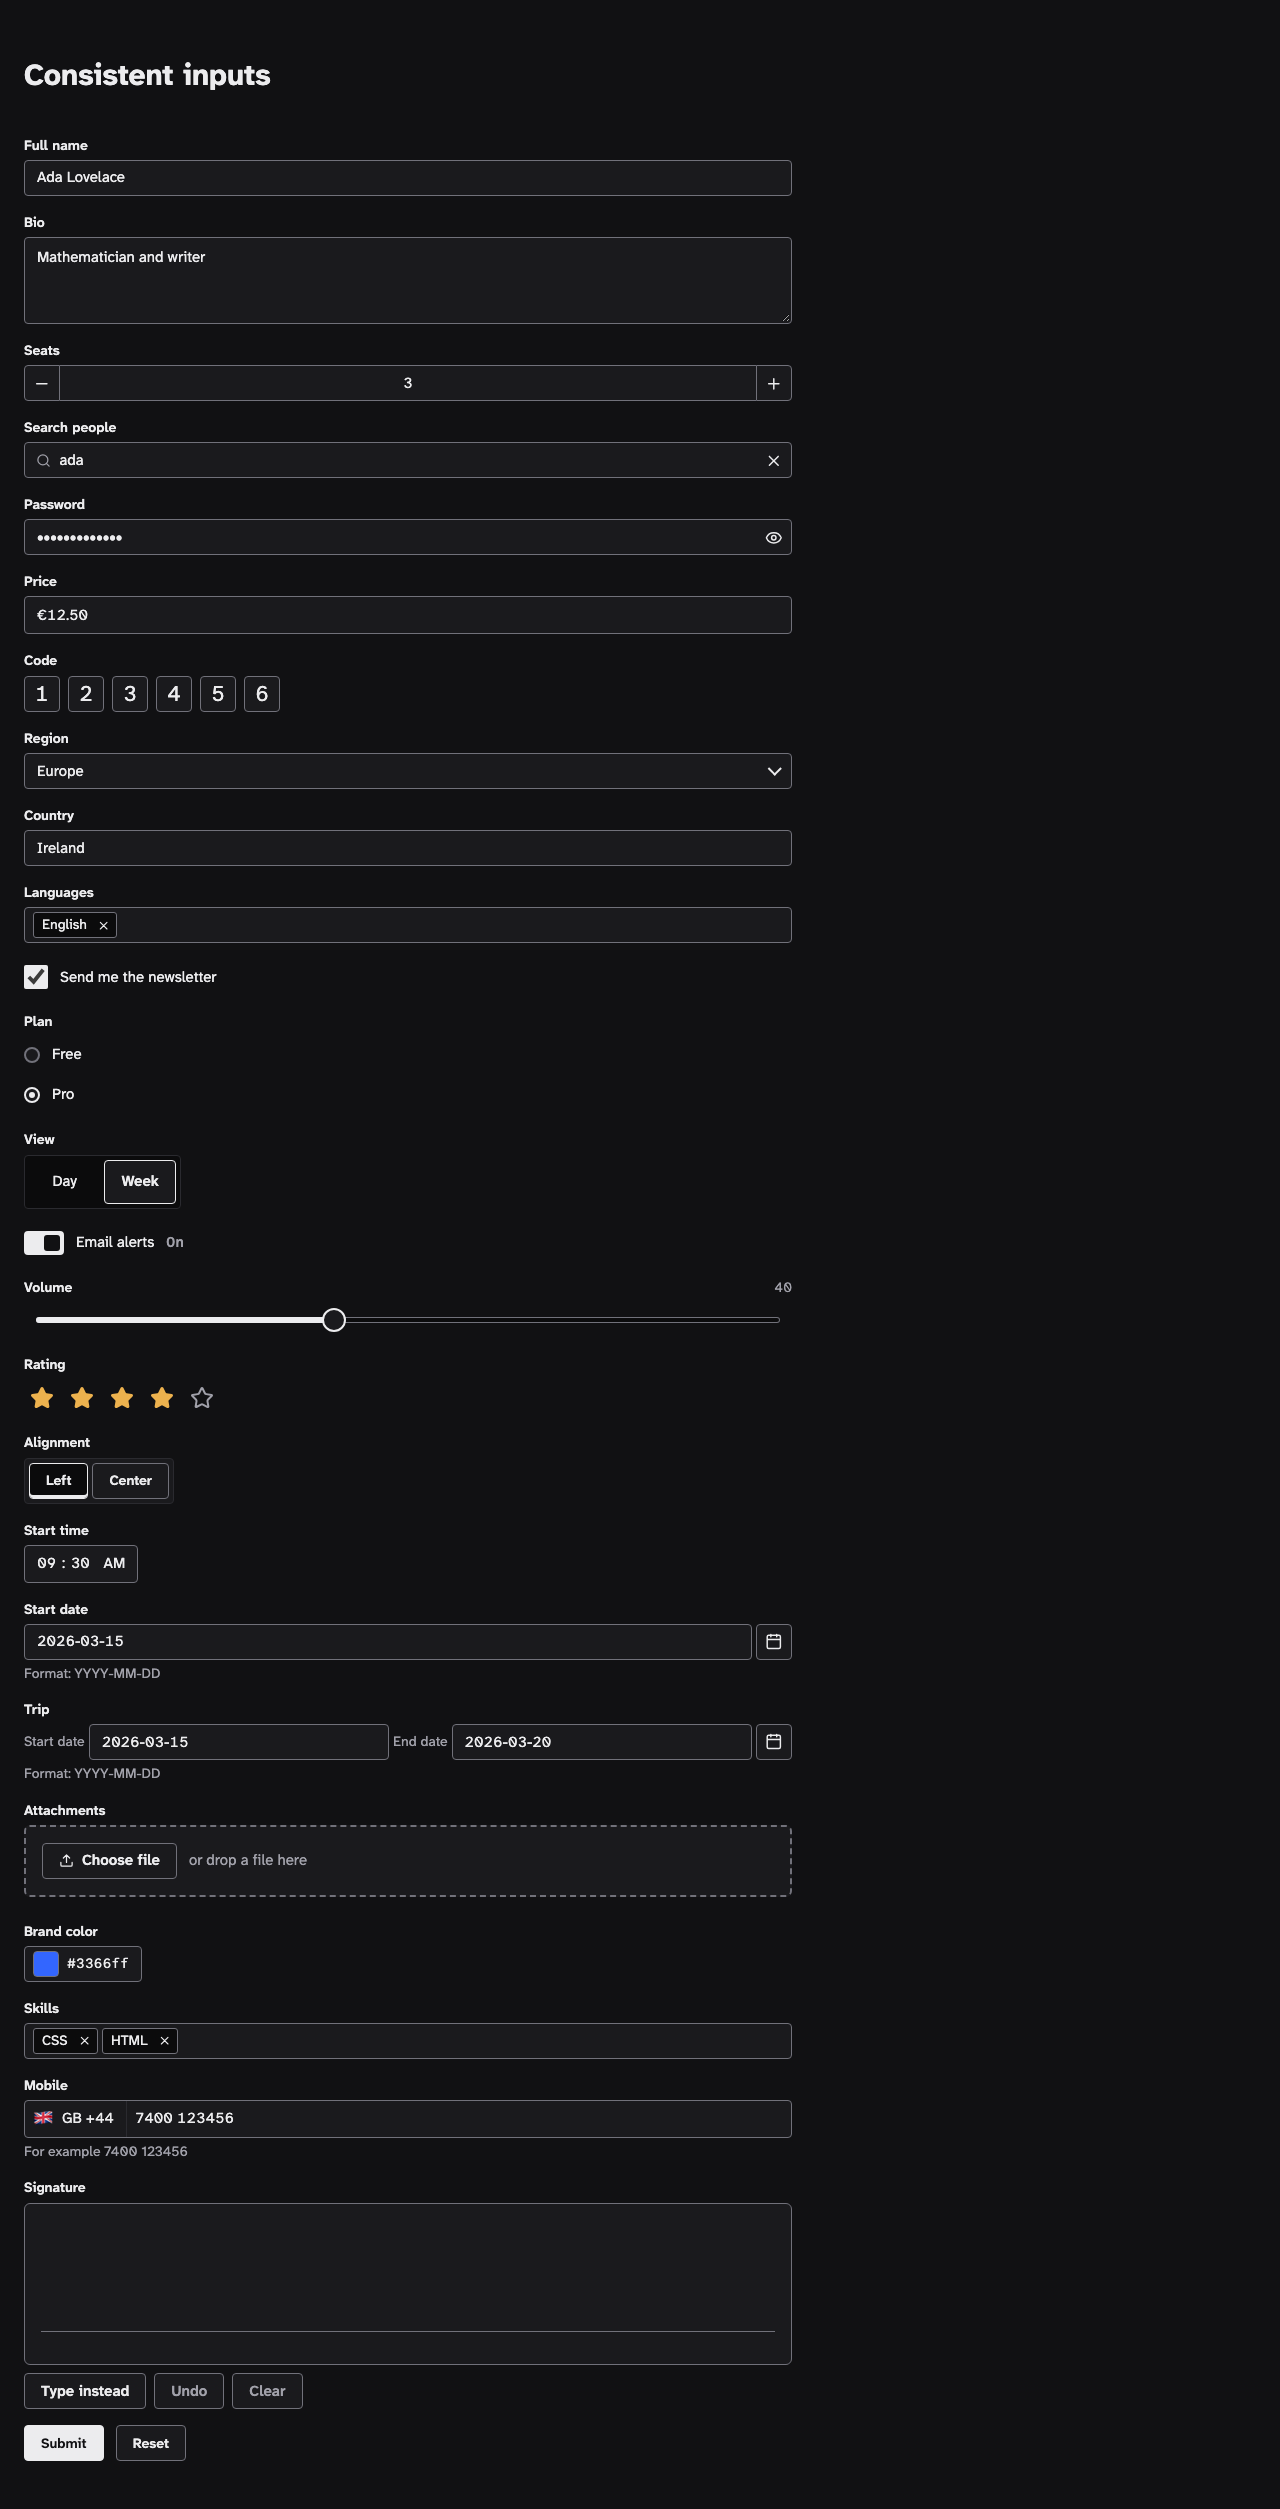 Consistent inputs
Full name
Ada Lovelace
Bio
Mathematician and writer
Seats
3
Search people
ada
Password
•••••••••••••
Price
€12.50
Code
1 2 3 4 5 6
Region
Europe
Country
Ireland
Languages
English
Send me the newsletter
Plan
Free
Pro
View
Day Week
Email alerts On
Volume 40
Rating
Alignment
Left Center
Start time
09 : 30 AM
Start date
2026-03-15
Format: YYYY-MM-DD
Trip
Start date 2026-03-15 End date 2026-03-20
Format: YYYY-MM-DD
Attachments
Choose file or drop a file here
Brand color
#3366ff
Skills
CSS HTML
Mobile
GB +44 7400 123456
For example 7400 123456
Signature
Type instead Undo Clear
Submit Reset